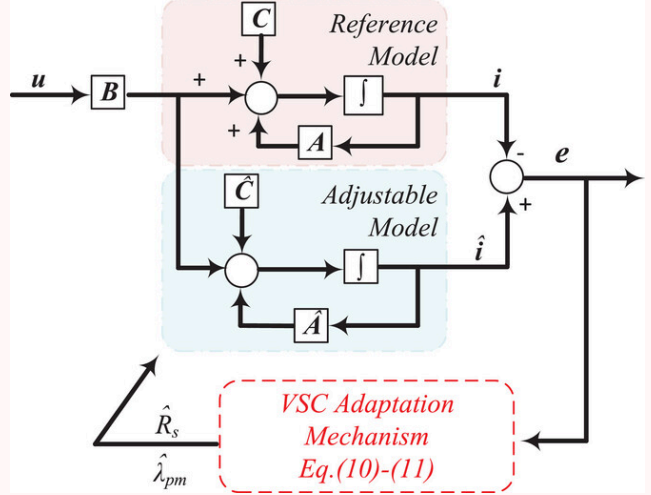 C
Reference
Model
u
B
+
+
+
∫
A
i
-
e
+
Ĉ
Adjustable
Model
∫
Â
î
R̂s
λ̂pm
VSC Adaptation
Mechanism
Eq.(10)-(11)